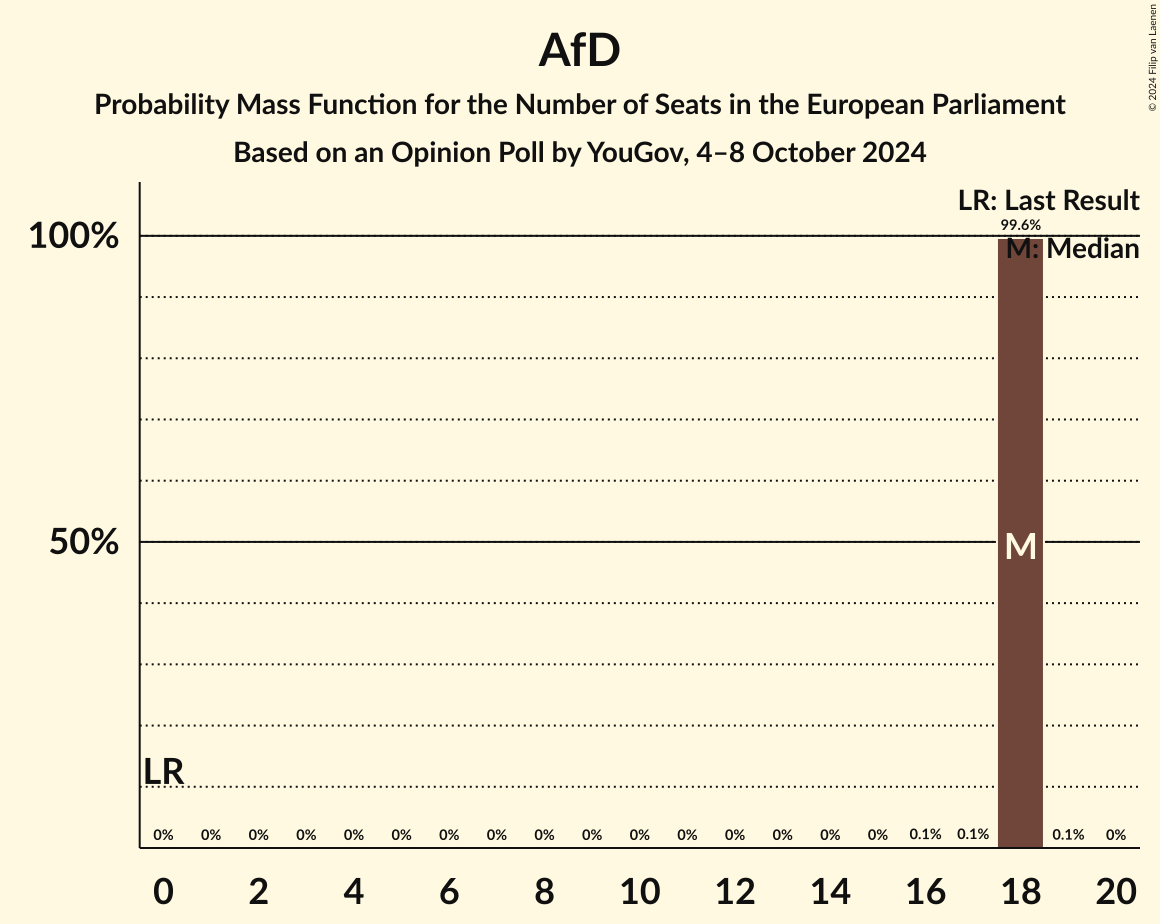 AfD
Probability Mass Function for the Number of Seats in the European Parliament
Based on an Opinion Poll by YouGov, 4–8 October 2024
© 2024 Filip van Laenen
LR: Last Result
99.6%
100%
M: Median
50%
M
LR
0% 0% 0% 0% 0% 0% 0% 0% 0% 0% 0% 0% 0% 0% 0% 0% 0.1% 0.1% 0.1% 0%
0 2 4 6 8 10 12 14 16 18 20